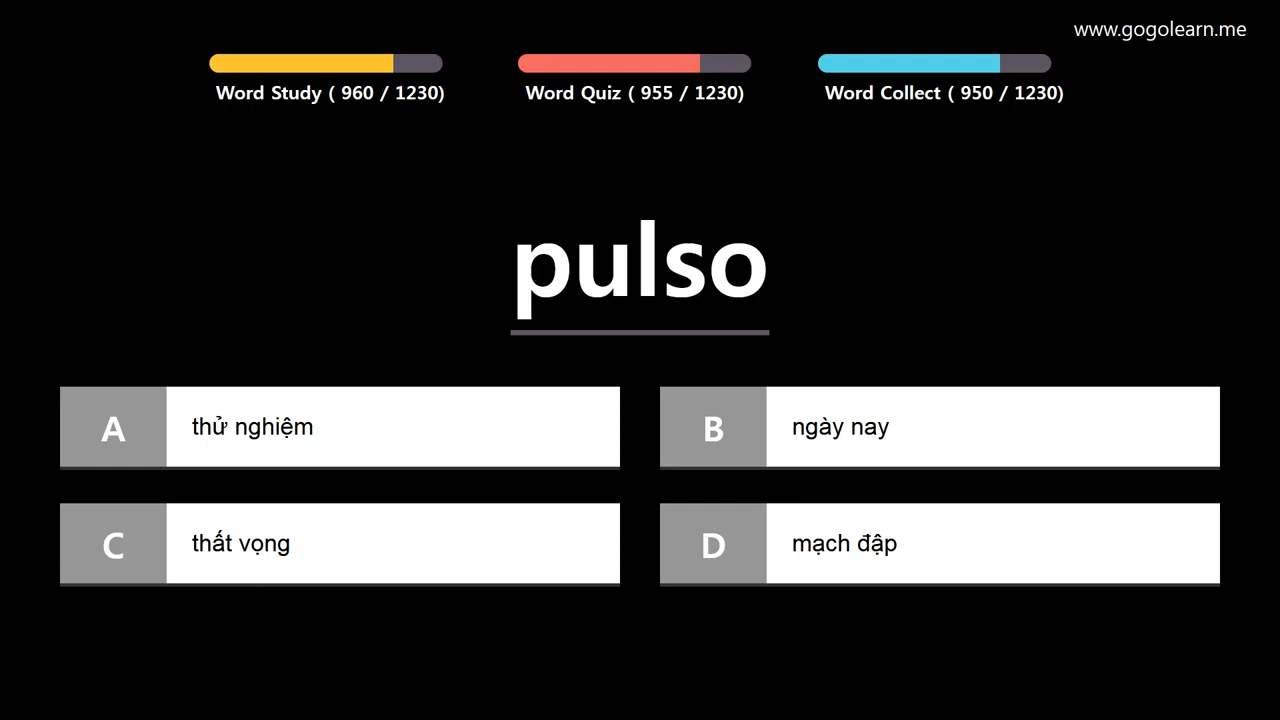 www.gogolearn.me
Word Study ( 960 / 1230)
Word Quiz ( 955 / 1230)
Word Collect ( 950 / 1230)
pulso
A
thử nghiệm
B
ngày nay
C
thất vọng
D
mạch đập